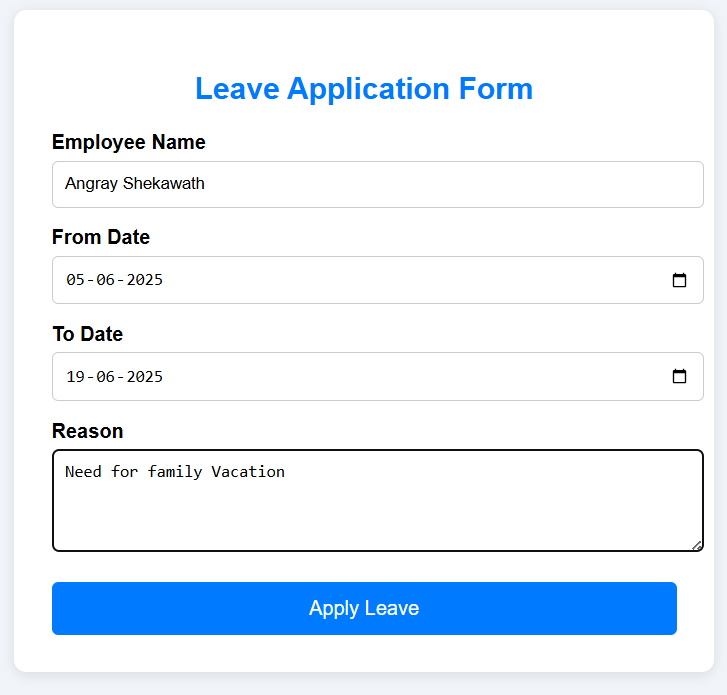 Leave Application Form
Employee Name
Angray Shekawath
From Date
05-06-2025
To Date
19-06-2025
Reason
Need for family Vacation
Apply Leave